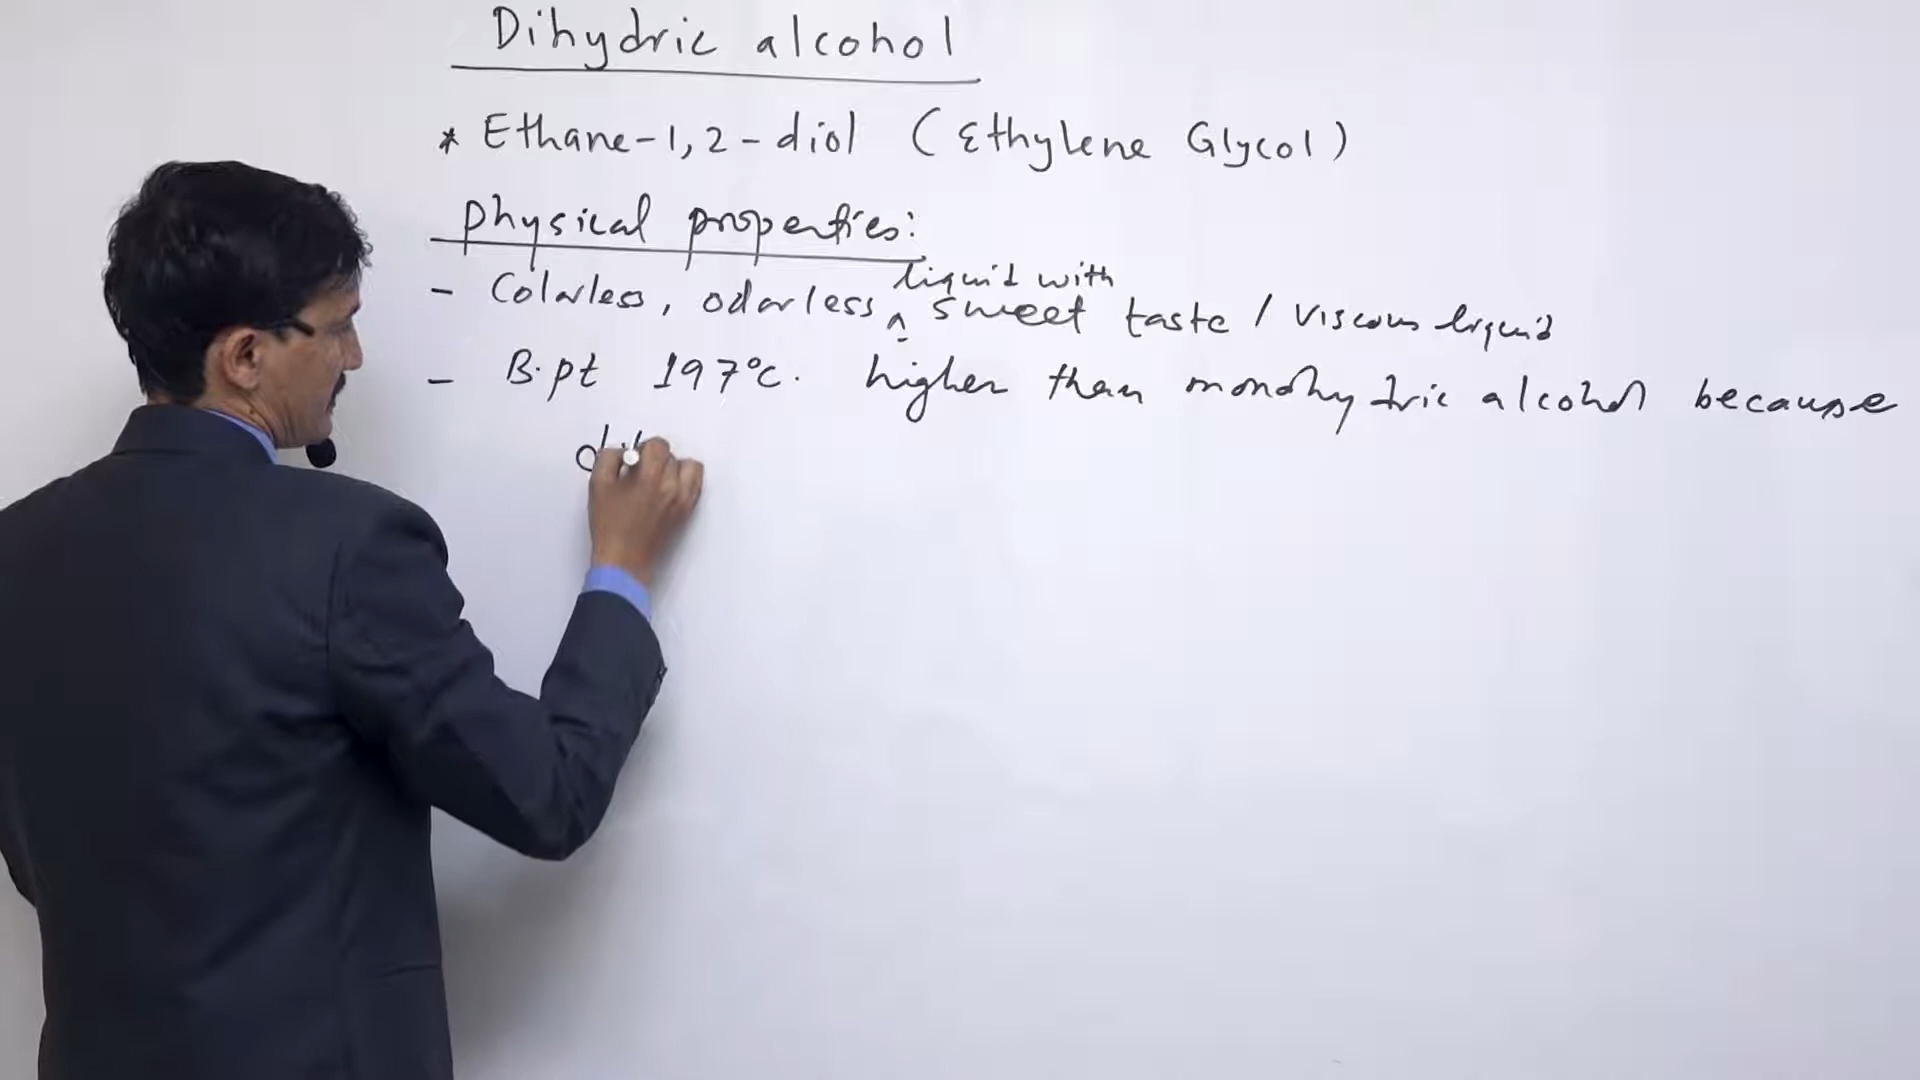 Dihydric alcohol
* Ethane-1,2-diol (Ethylene Glycol)
physical properties:
liquid with
- Colorless, odorless ^ sweet taste / viscous liquid
- B.pt 197°C. higher than monohydric alcohol because